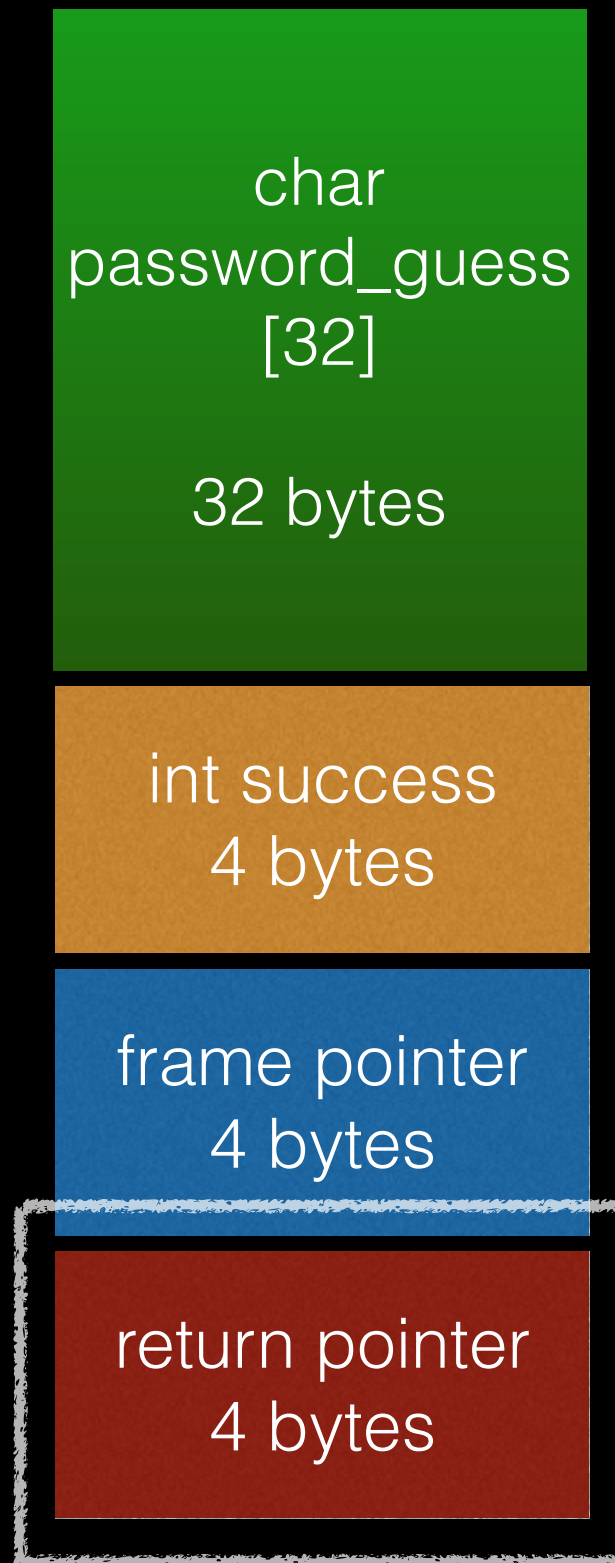 char
password_guess
[32]
32 bytes
int success
4 bytes
frame pointer
4 bytes
return pointer
4 bytes